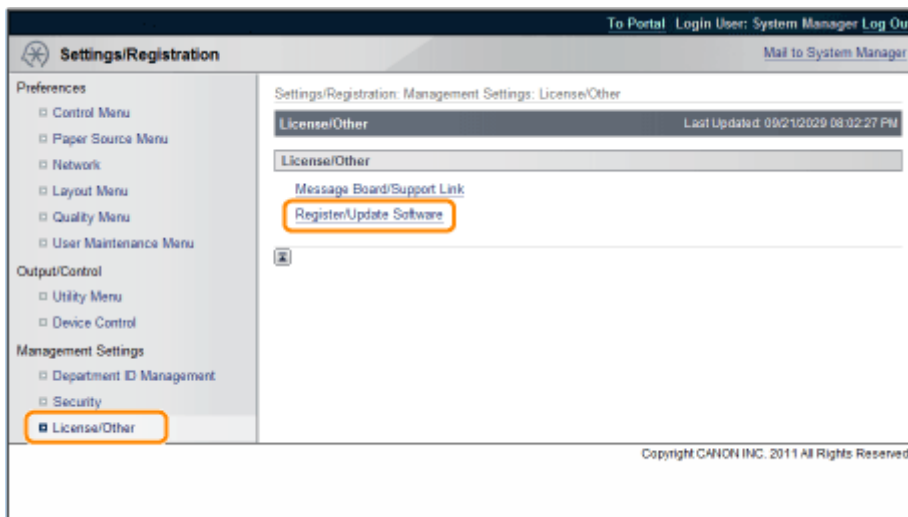 To Portal Login User: System Manager Log Ou
Settings/Registration
Mail to System Manager
Preferences
Control Menu
Paper Source Menu
Network
Layout Menu
Quality Menu
User Maintenance Menu
Output/Control
Utility Menu
Device Control
Management Settings
Department ID Management
Security
License/Other
Settings/Registration: Management Settings: License/Other
License/Other Last Updated: 09/21/2029 08:02:27 PM
License/Other
Message Board/Support Link
Register/Update Software
Copyright CANON INC. 2011 All Rights Reserved